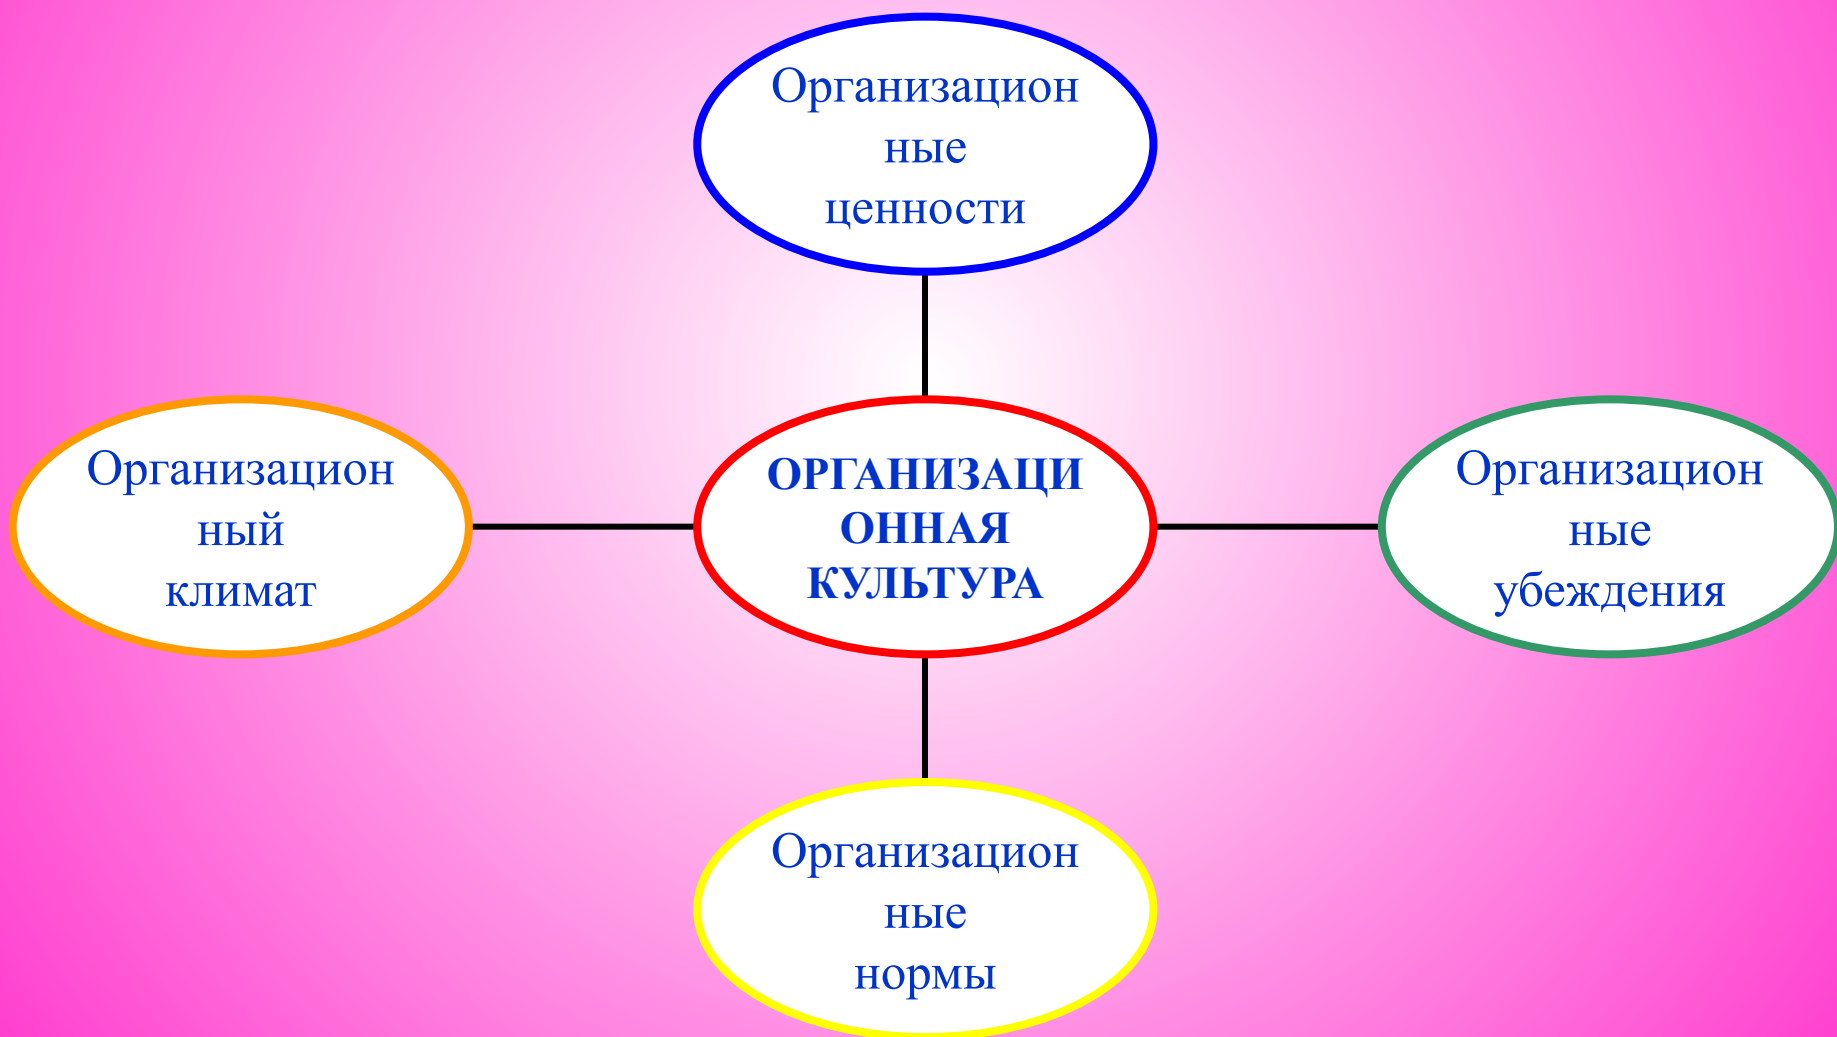 Организацион
ные
ценности
Организацион
ный
климат
ОРГАНИЗАЦИ
ОННАЯ
КУЛЬТУРА
Организацион
ные
убеждения
Организацион
ные
нормы